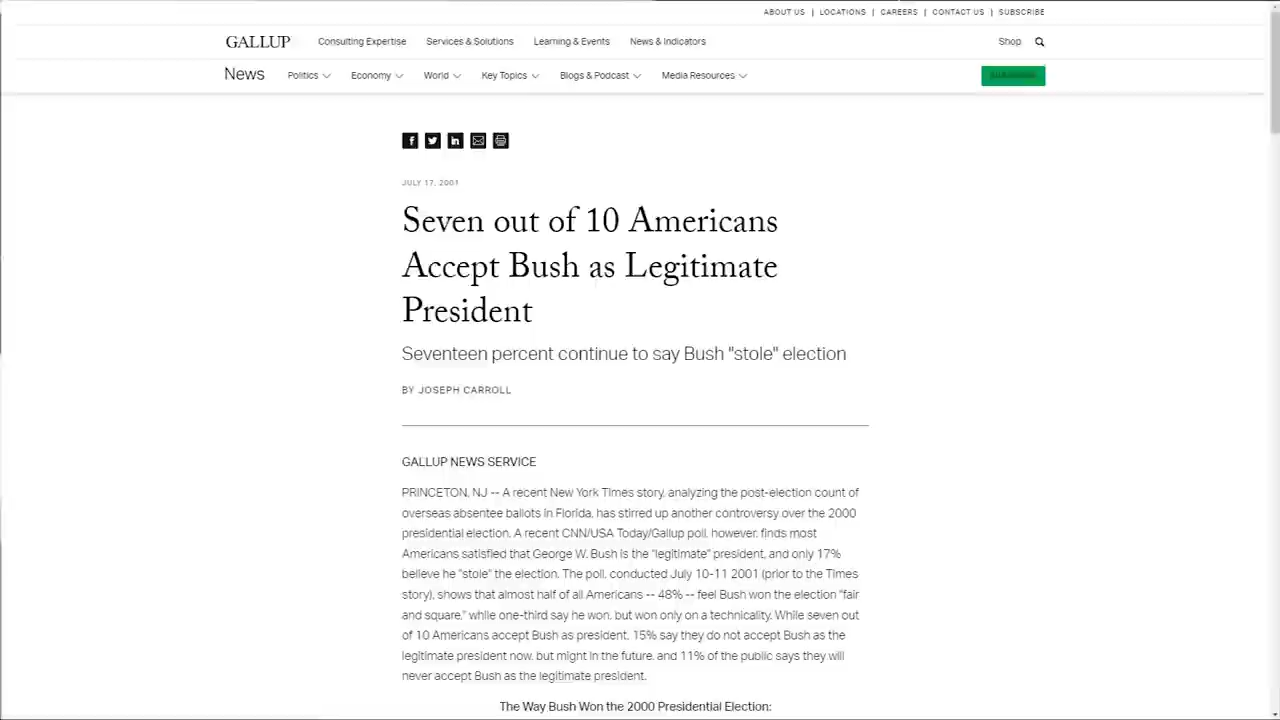 ABOUT US | LOCATIONS | CAREERS | CONTACT US | SUBSCRIBE
GALLUP Consulting Expertise Services & Solutions Learning & Events News & Indicators Shop
News Politics Economy World Key Topics Blogs & Podcast Media Resources
JULY 17, 2001
Seven out of 10 Americans
Accept Bush as Legitimate
President
Seventeen percent continue to say Bush "stole" election
BY JOSEPH CARROLL
GALLUP NEWS SERVICE
PRINCETON, NJ -- A recent New York Times story, analyzing the post-election count of
overseas absentee ballots in Florida, has stirred up another controversy over the 2000
presidential election. A recent CNN/USA Today/Gallup poll, however, finds most
Americans satisfied that George W. Bush is the "legitimate" president, and only 17%
believe he "stole" the election. The poll, conducted July 10-11 2001 (prior to the Times
story), shows that almost half of all Americans -- 48% -- feel Bush won the election "fair
and square," while one-third say he won, but won only on a technicality. While seven out
of 10 Americans accept Bush as president, 15% say they do not accept Bush as the
legitimate president now, but might in the future, and 11% of the public says they will
never accept Bush as the legitimate president.
The Way Bush Won the 2000 Presidential Election: